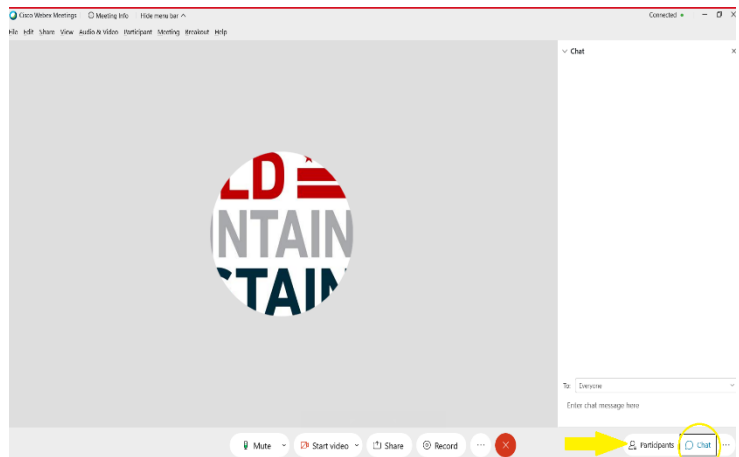 Cisco Webex Meetings Meeting Info Hide menu bar Connected
File Edit Share View Audio & Video Participant Meeting Breakout Help
Chat
LD
NTAIN
STAIN
To: Everyone
Enter chat message here
Mute Start video Share Record Participants Chat